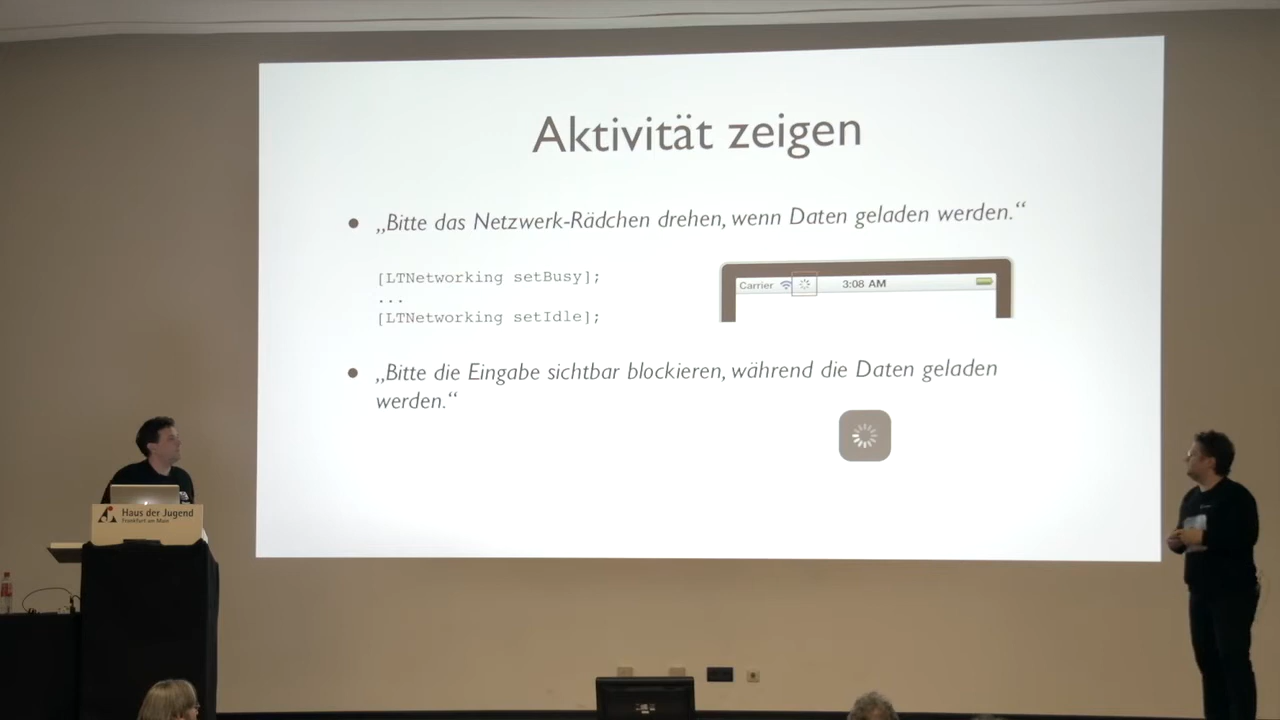 Aktivität zeigen
• „Bitte das Netzwerk-Rädchen drehen, wenn Daten geladen werden.“
[LTNetworking setBusy];
...
[LTNetworking setIdle];
Carrier 3:08 AM
• „Bitte die Eingabe sichtbar blockieren, während die Daten geladen
werden.“
Haus der Jugend
Frankfurt am Main